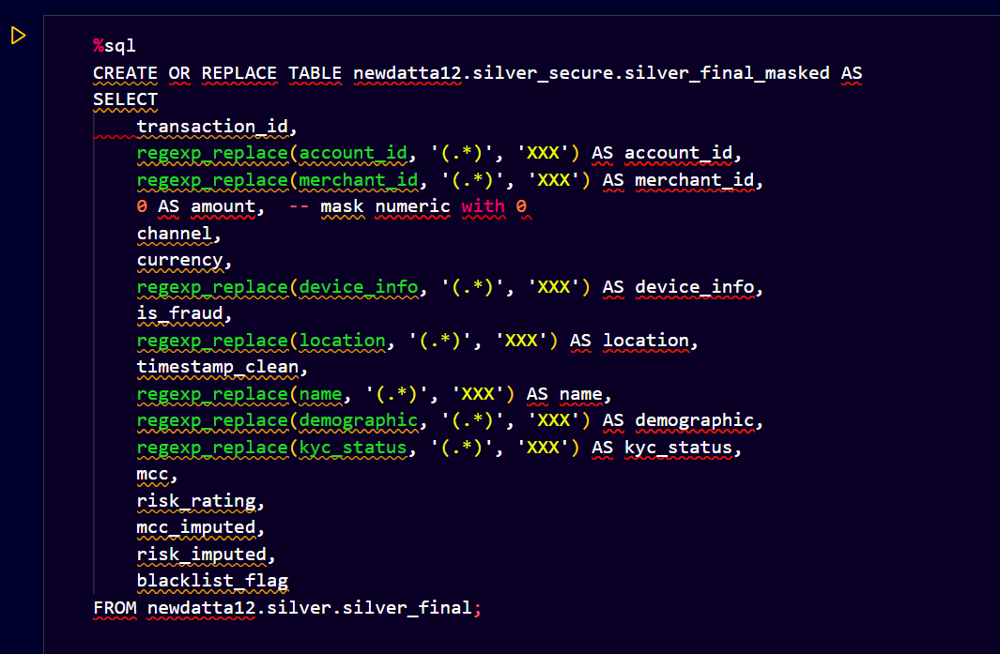 %sql
CREATE OR REPLACE TABLE newdatta12.silver_secure.silver_final_masked AS
SELECT
    transaction_id,
    regexp_replace(account_id, '(.*)', 'XXX') AS account_id,
    regexp_replace(merchant_id, '(.*)', 'XXX') AS merchant_id,
    0 AS amount,  -- mask numeric with 0
    channel,
    currency,
    regexp_replace(device_info, '(.*)', 'XXX') AS device_info,
    is_fraud,
    regexp_replace(location, '(.*)', 'XXX') AS location,
    timestamp_clean,
    regexp_replace(name, '(.*)', 'XXX') AS name,
    regexp_replace(demographic, '(.*)', 'XXX') AS demographic,
    regexp_replace(kyc_status, '(.*)', 'XXX') AS kyc_status,
    mcc,
    risk_rating,
    mcc_imputed,
    risk_imputed,
    blacklist_flag
FROM newdatta12.silver.silver_final;